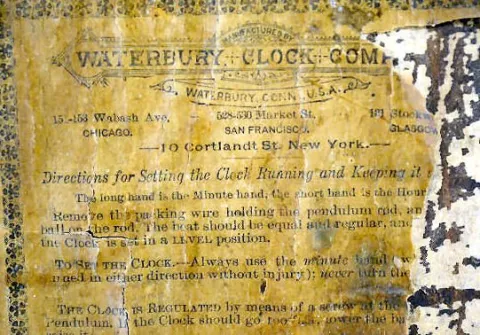 MANUFACTURED BY
WATERBURY CLOCK COMP
WATERBURY, CONN. U.S.A.
Wabash Ave,
528-530 Market St,
CHICAGO.
SAN FRANCISCO.
GLASGOW
10 Cortlandt St. New York.
Directions for Setting the Clock Running and Keeping it
The long hand is the Minute hand, the short hand is the Hour
Remove the packing wire holding the pendulum rod, an
ball on the rod. The beat should be equal and regular, and
the Clock is set in a LEVEL position.
TO SET THE CLOCK.—Always use the minute hand
in either direction without injury); never turn the
THE CLOCK IS REGULATED by means of a screw at the
Pendulum. If the Clock should go too lower the ba